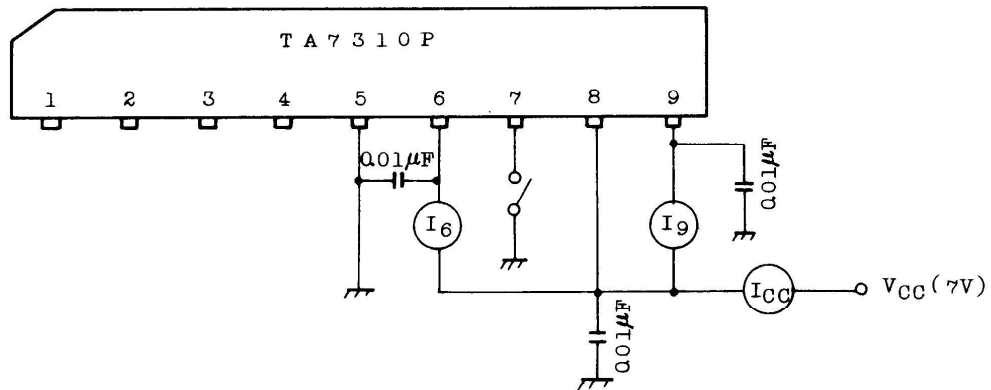 TA7310P
1 2 3 4 5 6 7 8 9
0.01μF
0.01μF
I6
I9
ICC
VCC(7V)
0.01μF